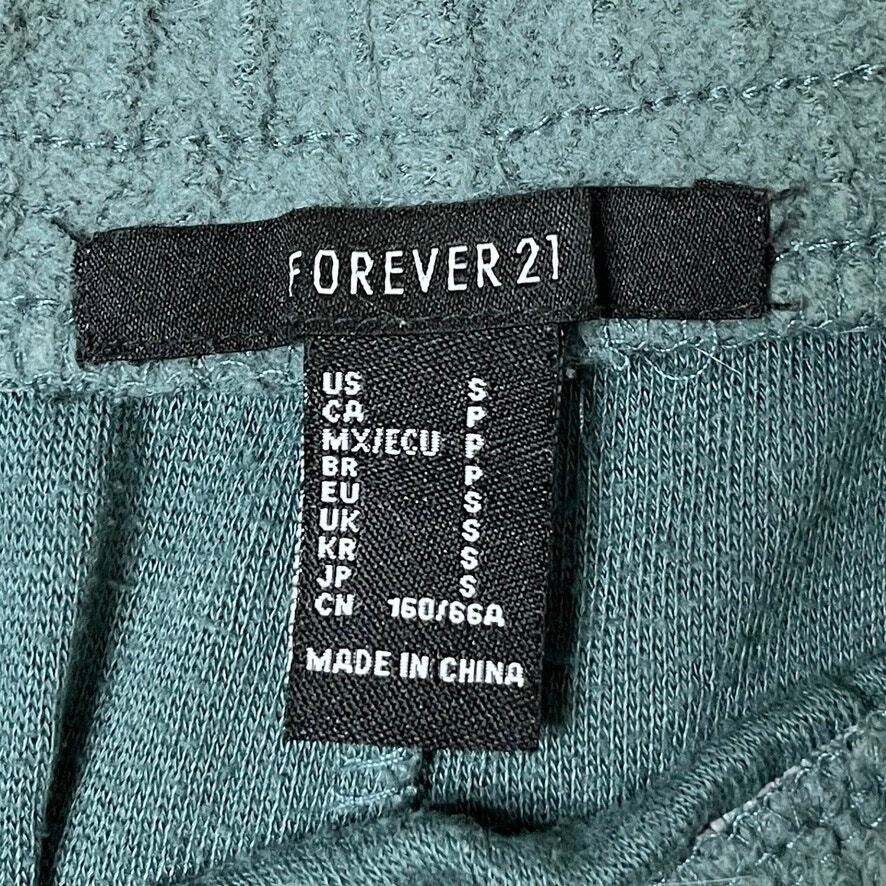 FOREVER 21
US S
CA P
MX/ECU P
BR P
EU S
UK S
KR S
JP S
CN 160/66A
MADE IN CHINA